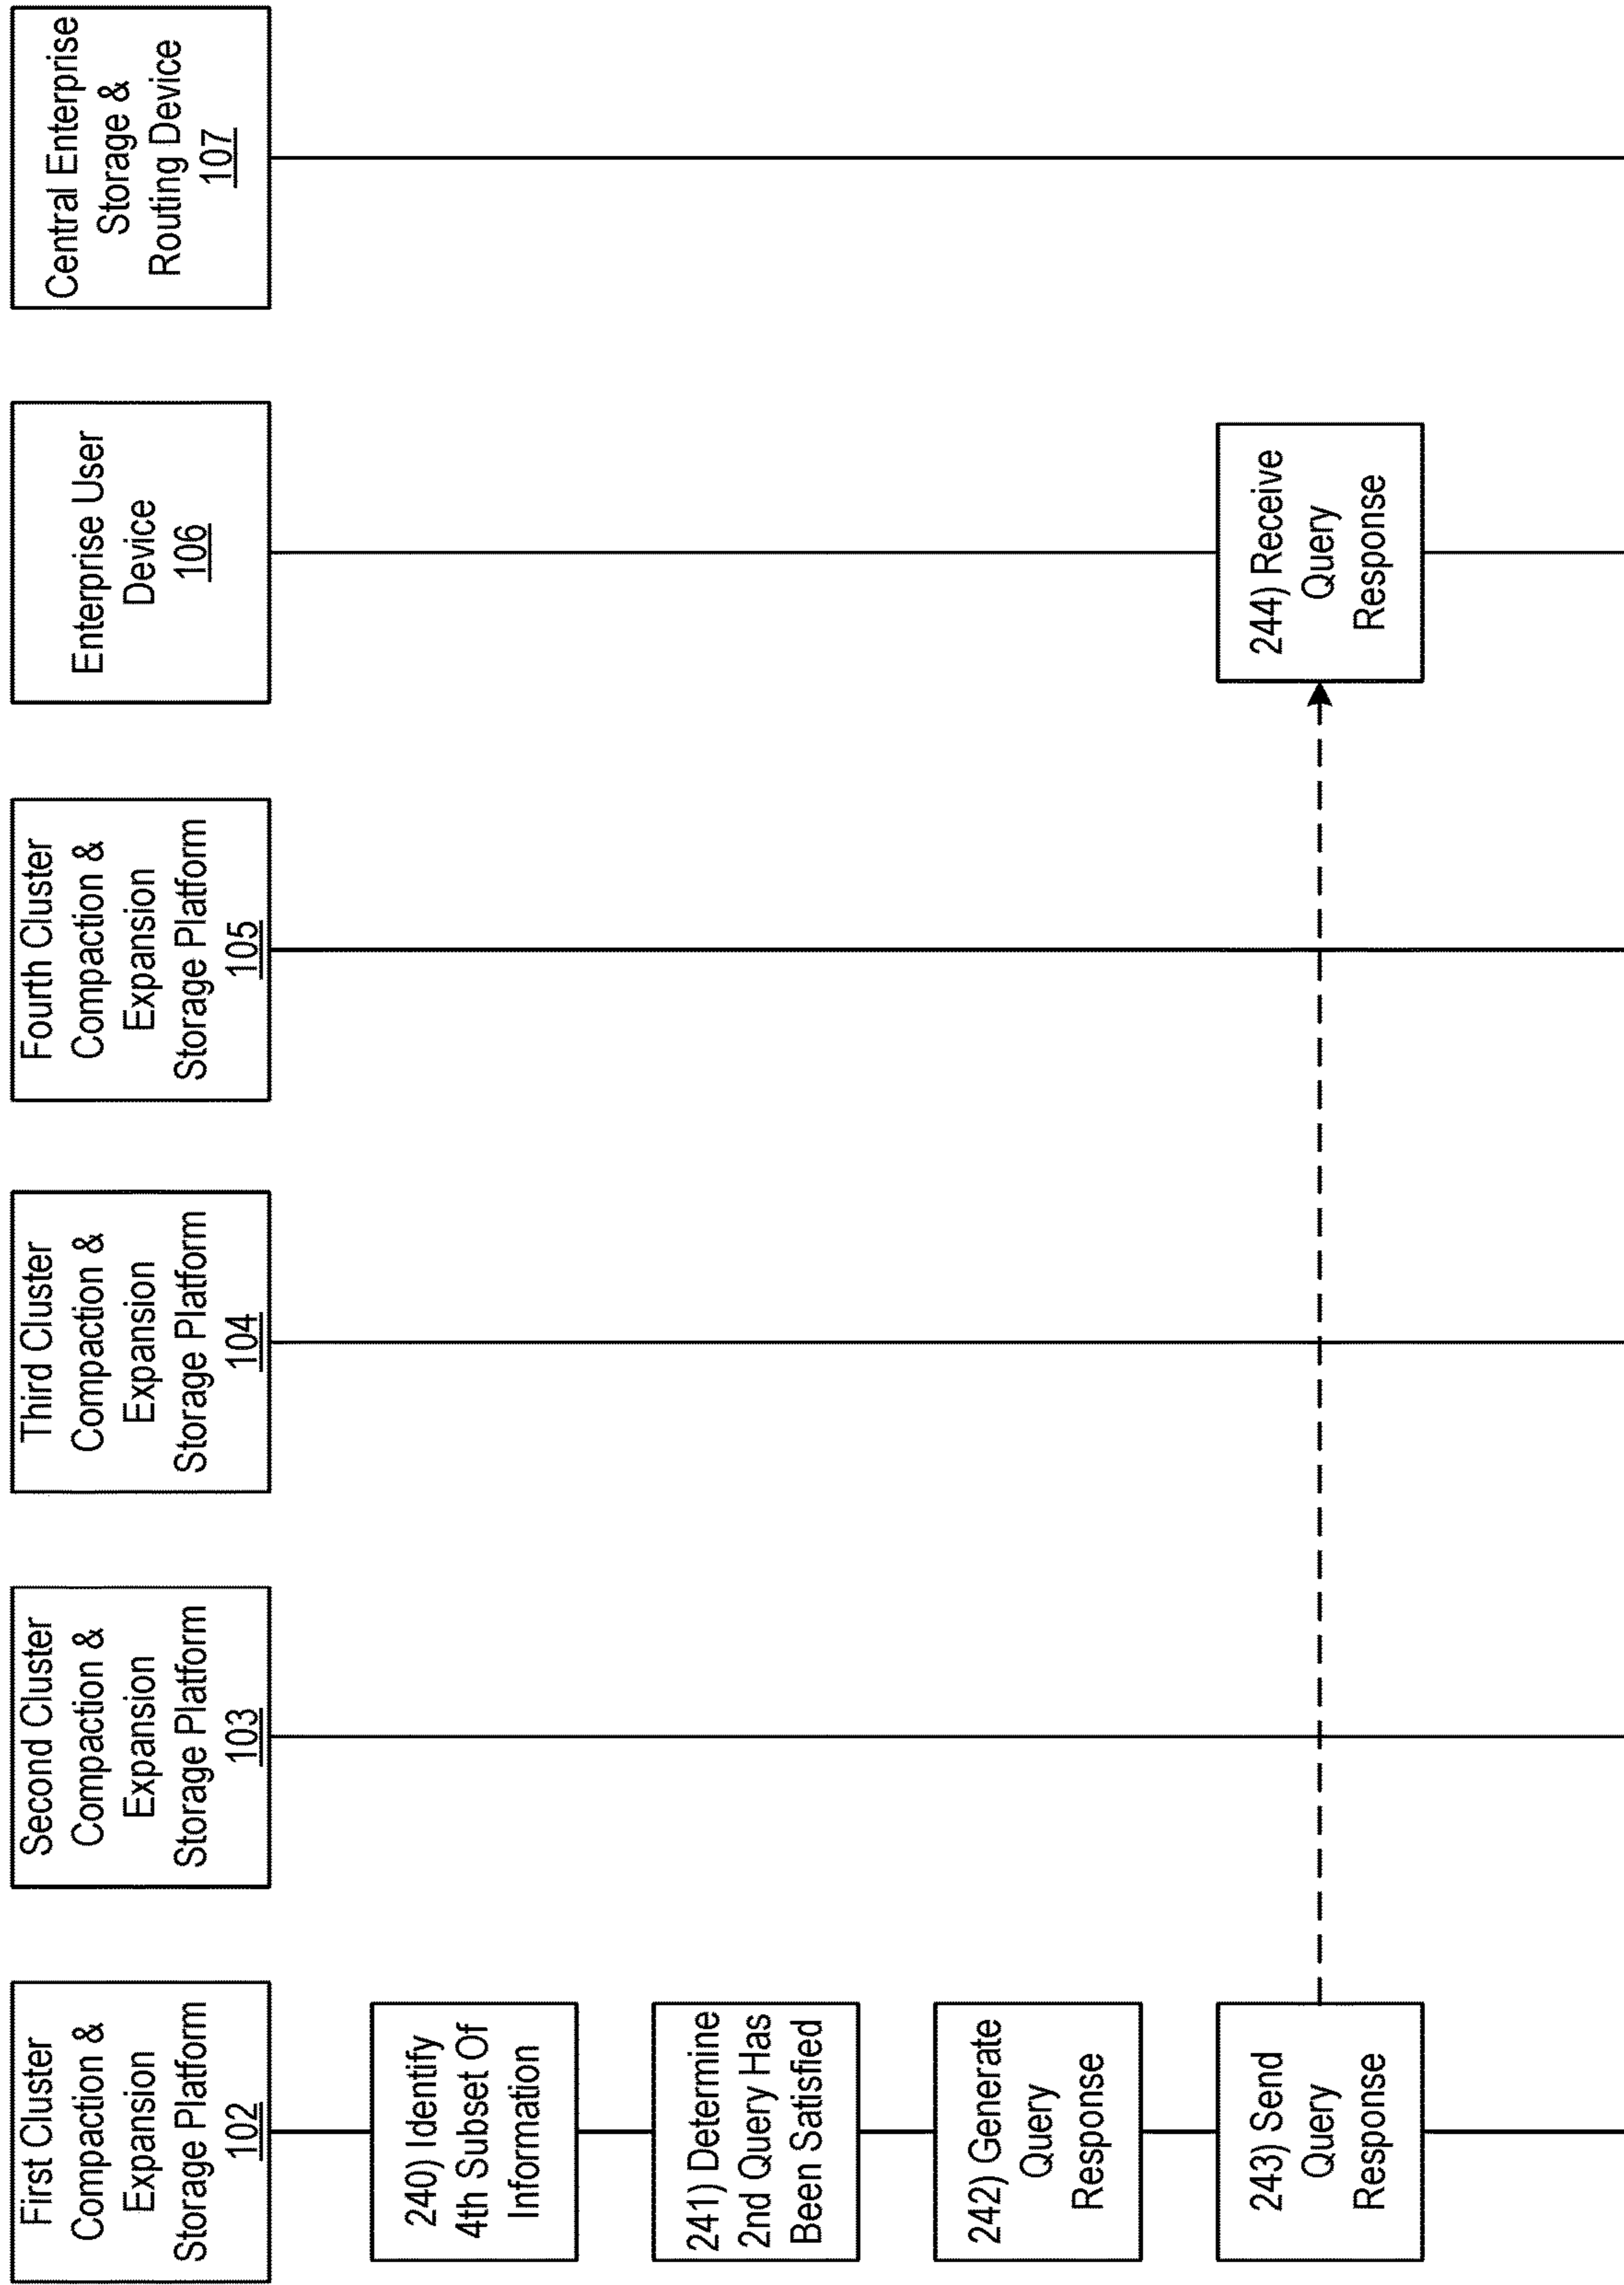 First Cluster
Compaction &
Expansion
Storage Platform
102
Second Cluster
Compaction &
Expansion
Storage Platform
103
Third Cluster
Compaction &
Expansion
Storage Platform
104
Fourth Cluster
Compaction &
Expansion
Storage Platform
105
Enterprise User
Device
106
Central Enterprise
Storage &
Routing Device
107
240) Identify
4th Subset Of
Information
241) Determine
2nd Query Has
Been Satisfied
242) Generate
Query
Response
243) Send
Query
Response
244) Receive
Query
Response